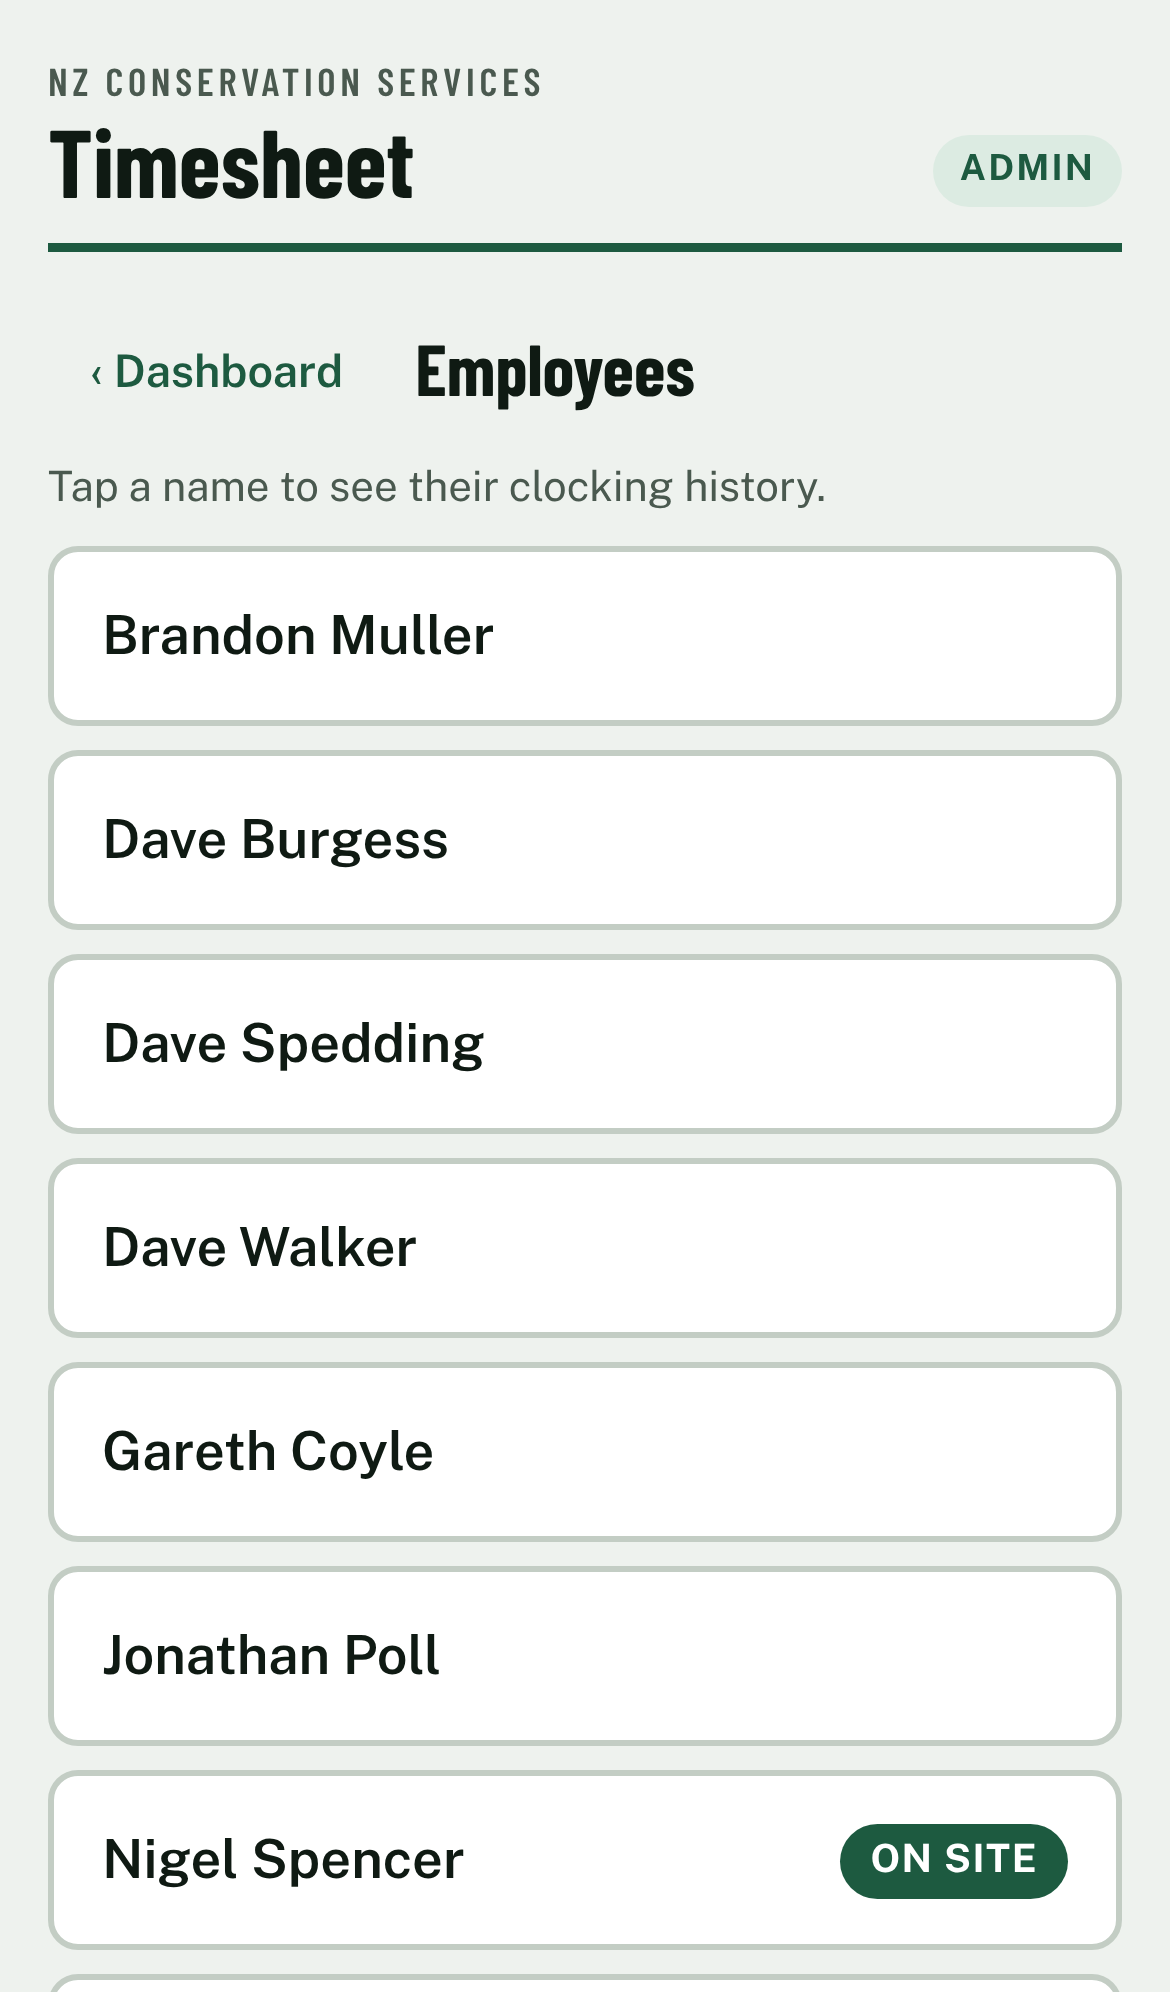 NZ CONSERVATION SERVICES
Timesheet
ADMIN
‹ Dashboard
Employees
Tap a name to see their clocking history.
Brandon Muller
Dave Burgess
Dave Spedding
Dave Walker
Gareth Coyle
Jonathan Poll
Nigel Spencer
ON SITE